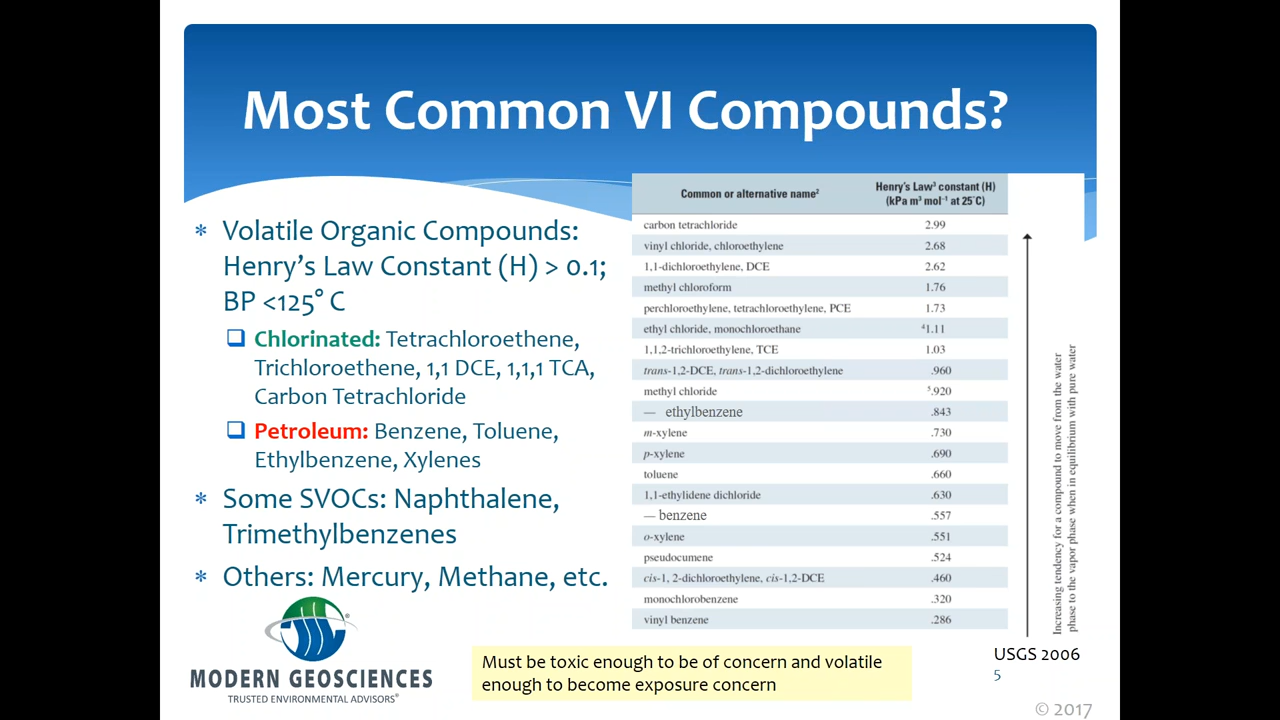 Most Common VI Compounds?
* Volatile Organic Compounds:
Henry's Law Constant (H) > 0.1;
BP <125° C
❑ Chlorinated: Tetrachloroethene,
Trichloroethene, 1,1 DCE, 1,1,1 TCA,
Carbon Tetrachloride
❑ Petroleum: Benzene, Toluene,
Ethylbenzene, Xylenes
* Some SVOCs: Naphthalene,
Trimethylbenzenes
* Others: Mercury, Methane, etc.
MODERN GEOSCIENCES
TRUSTED ENVIRONMENTAL ADVISORS®
Common or alternative name² Henry's Law³ constant (H)
(kPa m³ mol⁻¹ at 25°C)
carbon tetrachloride 2.99
vinyl chloride, chloroethylene 2.68
1,1-dichloroethylene, DCE 2.62
methyl chloroform 1.76
perchloroethylene, tetrachloroethylene, PCE 1.73
ethyl chloride, monochloroethane ⁴1.11
1,1,2-trichloroethylene, TCE 1.03
trans-1,2-DCE, trans-1,2-dichloroethylene .960
methyl chloride ⁵.920
— ethylbenzene .843
m-xylene .730
p-xylene .690
toluene .660
1,1-ethylidene dichloride .630
— benzene .557
o-xylene .551
pseudocumene .524
cis-1, 2-dichloroethylene, cis-1,2-DCE .460
monochlorobenzene .320
vinyl benzene .286
Increasing tendency for a compound to move from the water
phase to the vapor phase when in equilibrium with pure water
Must be toxic enough to be of concern and volatile
enough to become exposure concern
USGS 2006
5
© 2017